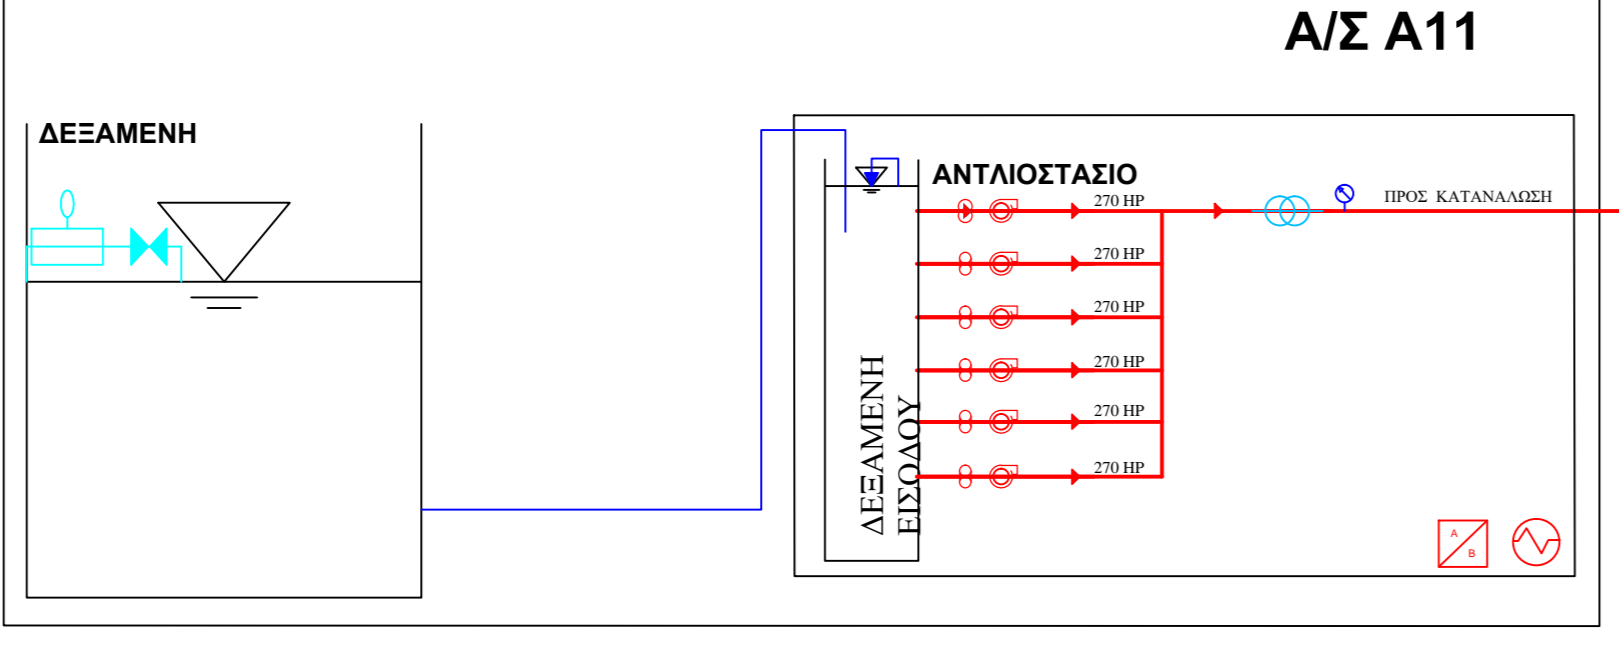 Α/Σ Α11
ΔΕΞΑΜΕΝΗ
ΑΝΤΛΙΟΣΤΑΣΙΟ
270 HP
ΠΡΟΣ ΚΑΤΑΝΑΛΩΣΗ
270 HP
270 HP
270 HP
270 HP
270 HP
ΔΕΞΑΜΕΝΗ
ΕΙΣΟΔΟΥ
A
B